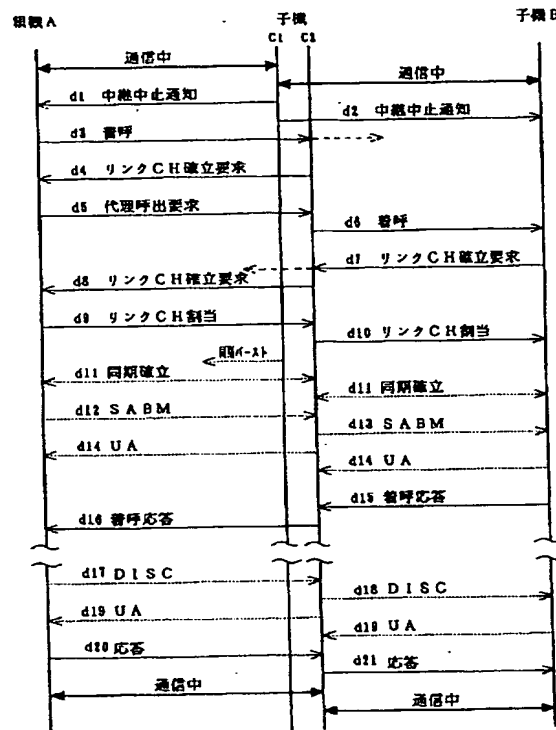 親機A
子機
子機B
C1
C2
通信中
通信中
d1 中継中止通知
d2 中継中止通知
d3 着呼
d4 リンクCH確立要求
d5 代理呼出要求
d6 着呼
d7 リンクCH確立要求
d8 リンクCH確立要求
d9 リンクCH割当
d10 リンクCH割当
同期バースト
d11 同期確立
d11 同期確立
d12 SABM
d13 SABM
d14 UA
d14 UA
d15 着呼応答
d16 着呼応答
d17 DISC
d18 DISC
d19 UA
d19 UA
d20 応答
d21 応答
通信中
通信中